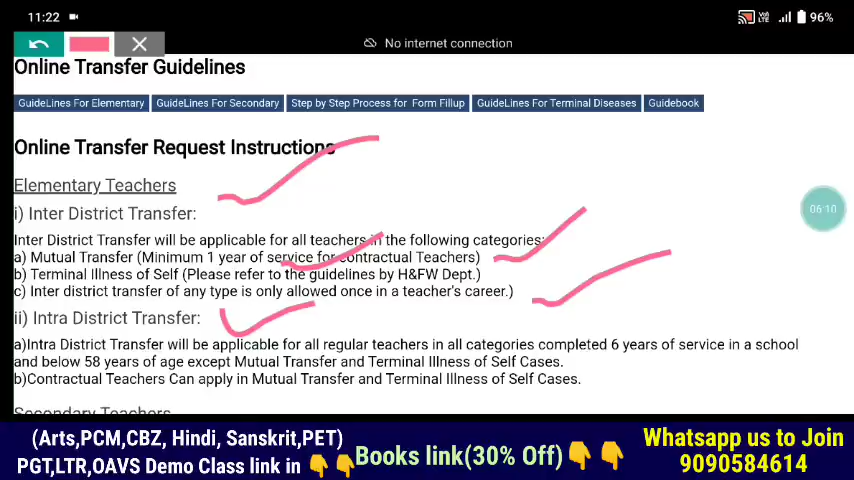 11:22
96%
No internet connection
Online Transfer Guidelines
GuideLines For Elementary GuideLines For Secondary Step by Step Process for Form Fillup GuideLines For Terminal Diseases Guidebook
Online Transfer Request Instructions
Elementary Teachers
i) Inter District Transfer:
06:10
Inter District Transfer will be applicable for all teachers in the following categories:
a) Mutual Transfer (Minimum 1 year of service for contractual Teachers)
b) Terminal Illness of Self (Please refer to the guidelines by H&FW Dept.)
c) Inter district transfer of any type is only allowed once in a teacher's career.)
ii) Intra District Transfer:
a)Intra District Transfer will be applicable for all regular teachers in all categories completed 6 years of service in a school
and below 58 years of age except Mutual Transfer and Terminal Illness of Self Cases.
b)Contractual Teachers Can apply in Mutual Transfer and Terminal Illness of Self Cases.
Secondary Teachers
(Arts,PCM,CBZ, Hindi, Sanskrit,PET)
PGT,LTR,OAVS Demo Class link in
Books link(30% Off)
Whatsapp us to Join
9090584614